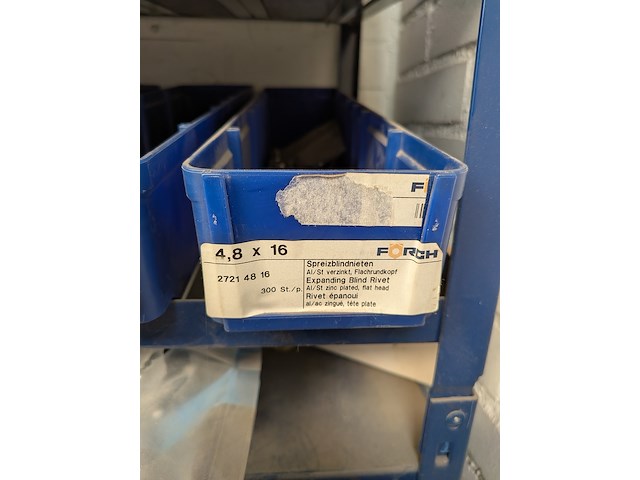 F
4,8 x 16
FÖRCH
2721 48 16
300 St./p.
Spreizblindnieten
Al/St verzinkt, Flachrundkopf
Expanding Blind Rivet
Al/St zinc plated, flat head
Rivet épanoui
al/ac zingué, tête plate